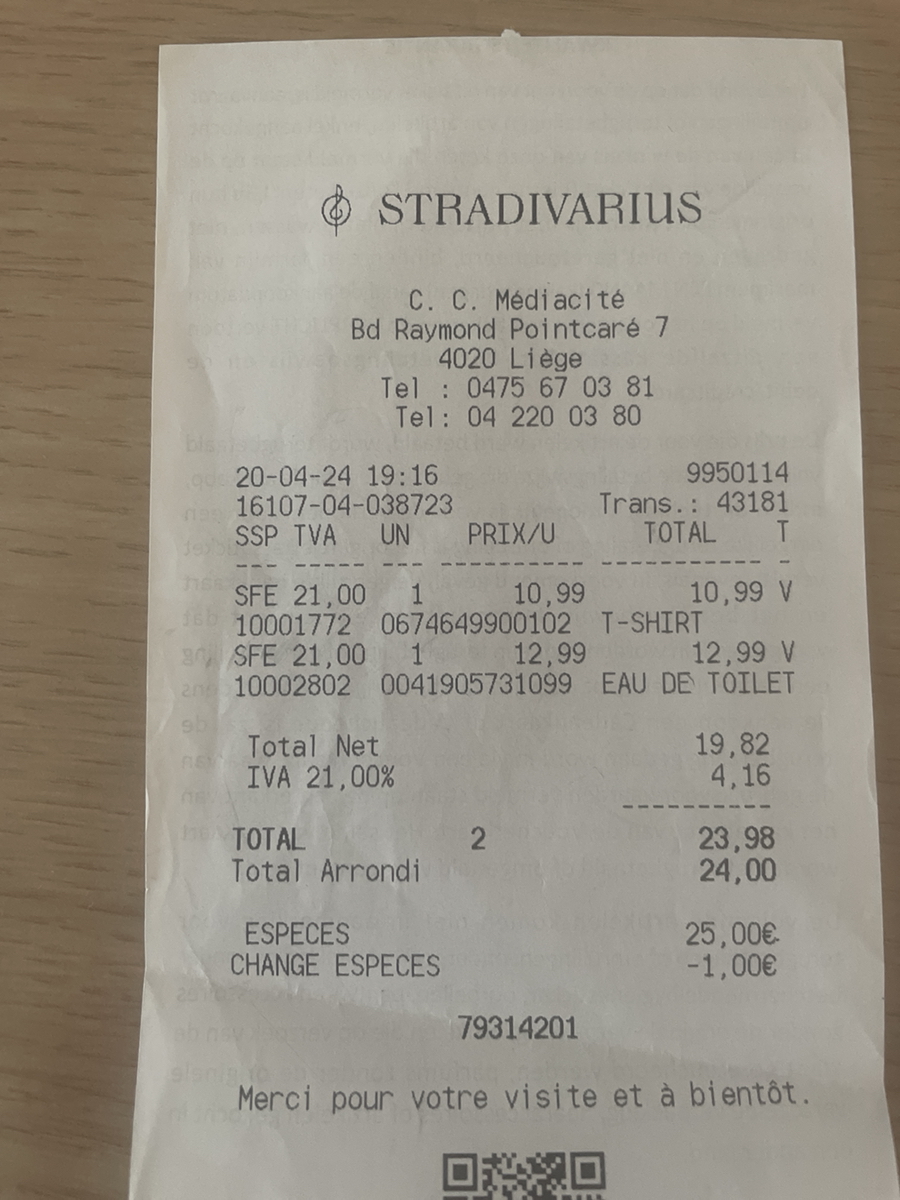 STRADIVARIUS
C. C. Médiacité
Bd Raymond Pointcaré 7
4020 Liège
Tel : 0475 67 03 81
Tel: 04 220 03 80
20-04-24 19:16 9950114
16107-04-038723 Trans.: 43181
SSP TVA UN PRIX/U TOTAL T
--- ----- --- ---------- ----------- -
SFE 21,00 1 10,99 10,99 V
10001772 0674649900102 T-SHIRT
SFE 21,00 1 12,99 12,99 V
10002802 0041905731099 EAU DE TOILET
Total Net 19,82
IVA 21,00% 4,16
----------
TOTAL 2 23,98
Total Arrondi 24,00
ESPECES 25,00€
CHANGE ESPECES -1,00€
79314201
Merci pour votre visite et à bientôt.